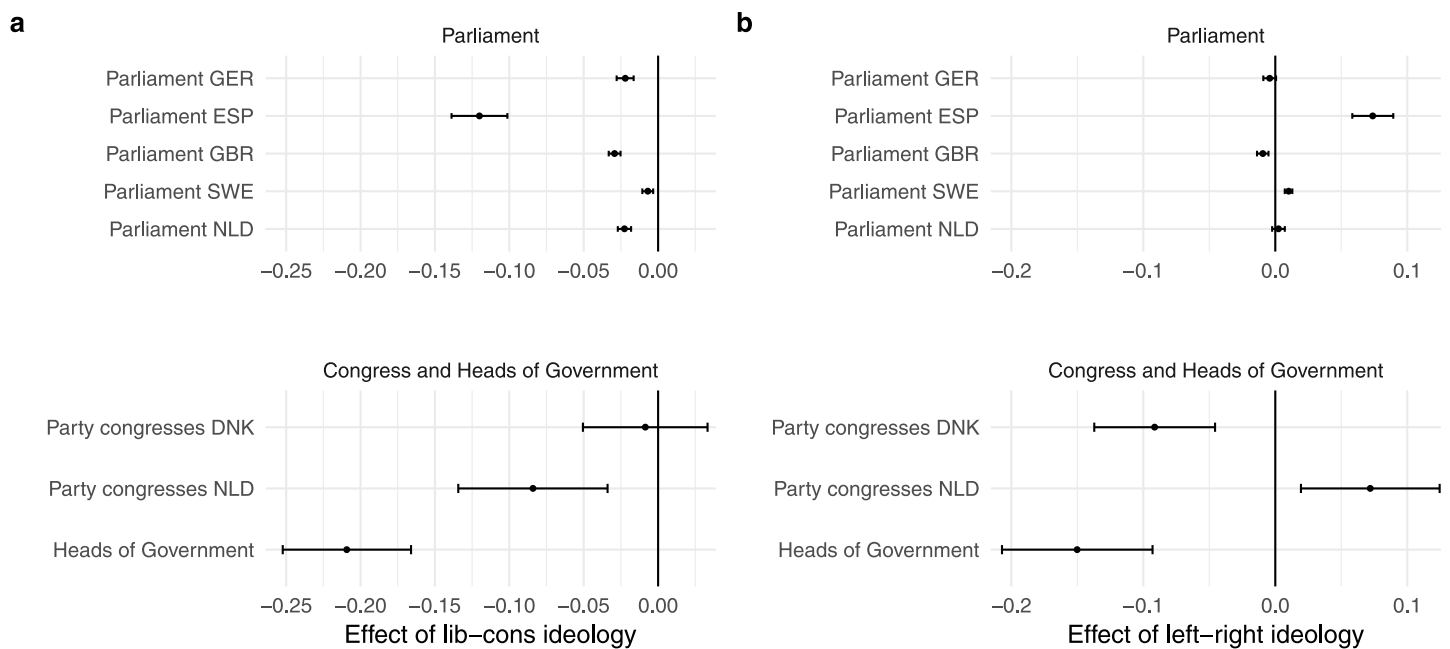 a
Parliament
Parliament GER
Parliament ESP
Parliament GBR
Parliament SWE
Parliament NLD
−0.25 −0.20 −0.15 −0.10 −0.05 0.00
Congress and Heads of Government
Party congresses DNK
Party congresses NLD
Heads of Government
−0.25 −0.20 −0.15 −0.10 −0.05 0.00
Effect of lib−cons ideology
b
Parliament
Parliament GER
Parliament ESP
Parliament GBR
Parliament SWE
Parliament NLD
−0.2 −0.1 0.0 0.1
Congress and Heads of Government
Party congresses DNK
Party congresses NLD
Heads of Government
−0.2 −0.1 0.0 0.1
Effect of left−right ideology